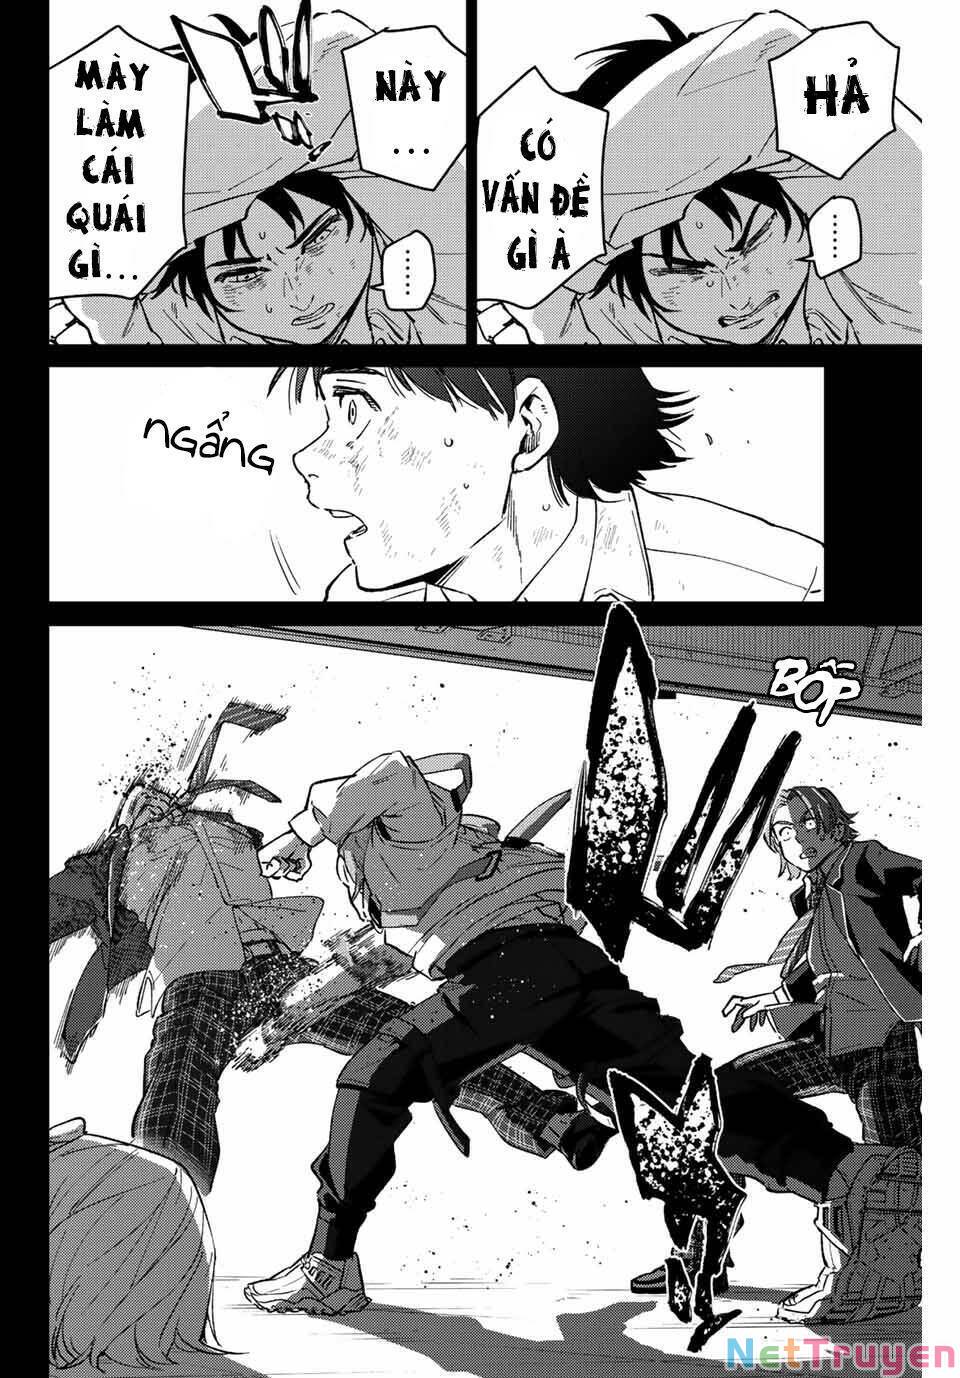 HẢ
CÓ
VẤN ĐỀ
GÌ À
......
NÀY
...
MÀY
LÀM
CÁI
QUÁI
GÌ...
......
NGẨNG
BỐP
NetTruyen